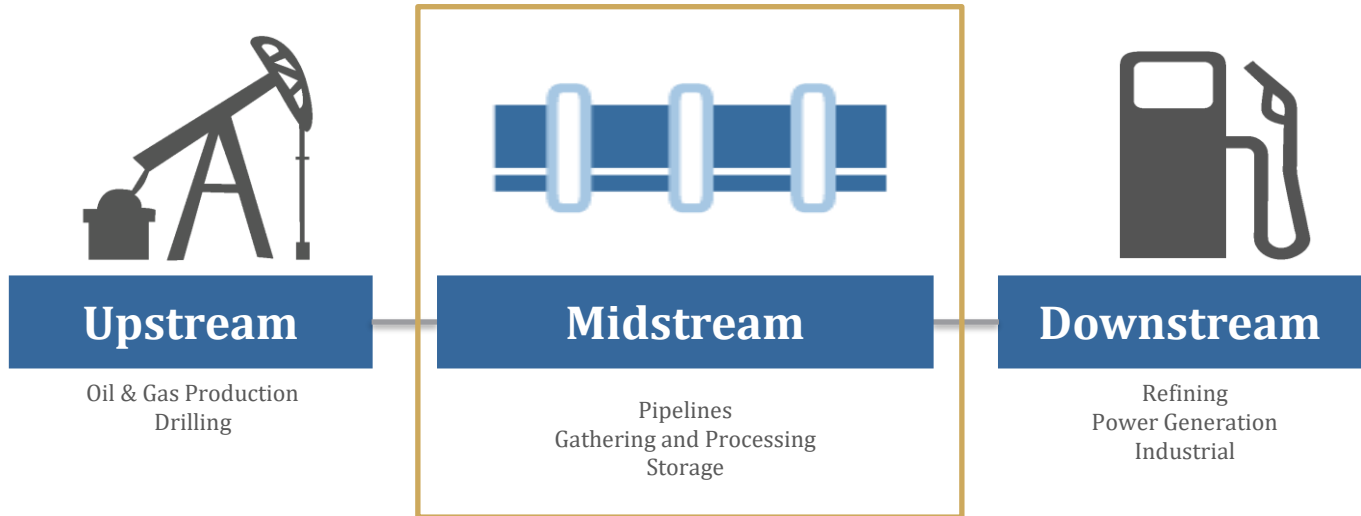 Upstream
Oil & Gas Production
Drilling
Midstream
Pipelines
Gathering and Processing
Storage
Downstream
Refining
Power Generation
Industrial